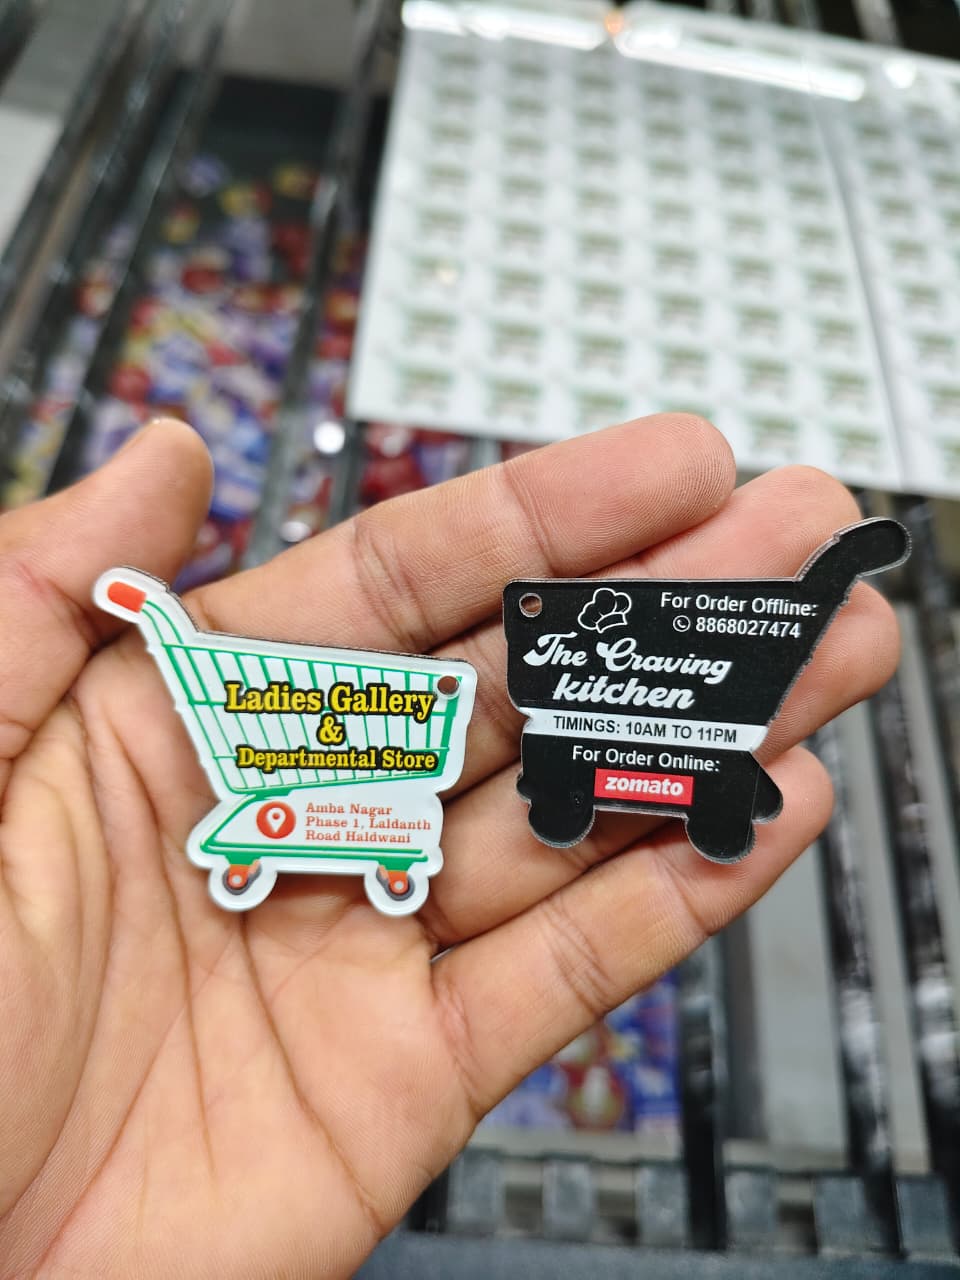 Ladies Gallery
&
Departmental Store
Amba Nagar
Phase 1, Laldanth
Road Haldwani
For Order Offline:
8868027474
The Craving
kitchen
TIMINGS: 10AM TO 11PM
For Order Online:
zomato